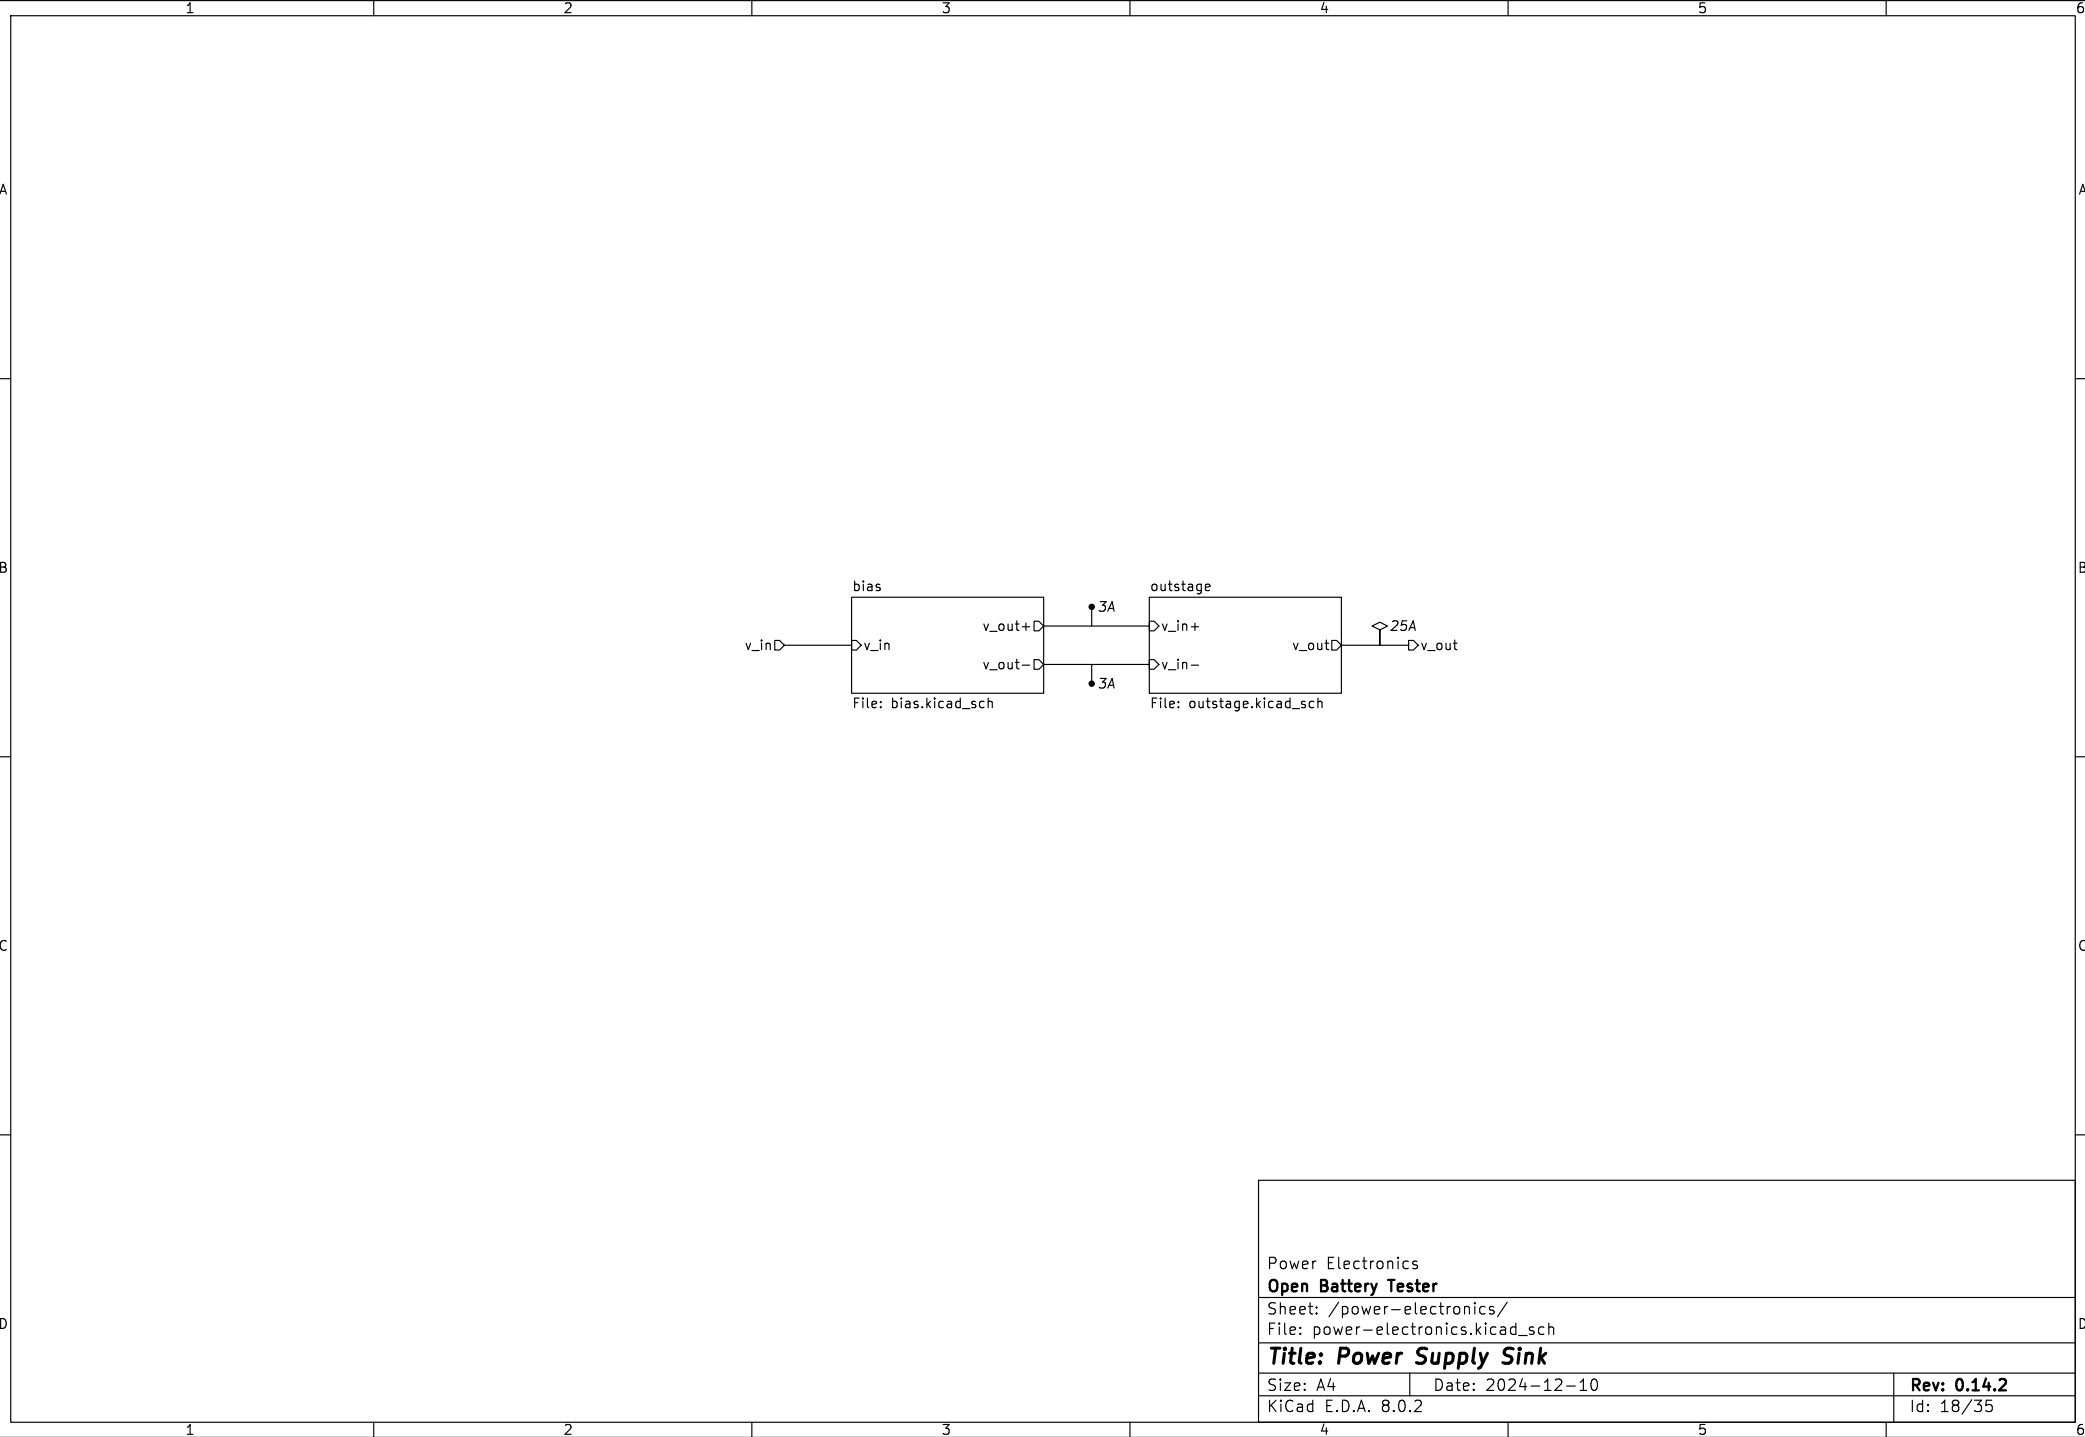 1 2 3 4 5 6
A A
bias outstage
B B
3A
v_out+ v_in+ 25A
v_in v_in v_out v_out
v_out- v_in-
3A
File: bias.kicad_sch File: outstage.kicad_sch
C C
Power Electronics
Open Battery Tester
Sheet: /power-electronics/
D D
File: power-electronics.kicad_sch
Title: Power Supply Sink
Size: A4 Date: 2024-12-10 Rev: 0.14.2
KiCad E.D.A. 8.0.2 Id: 18/35
1 2 3 4 5 6